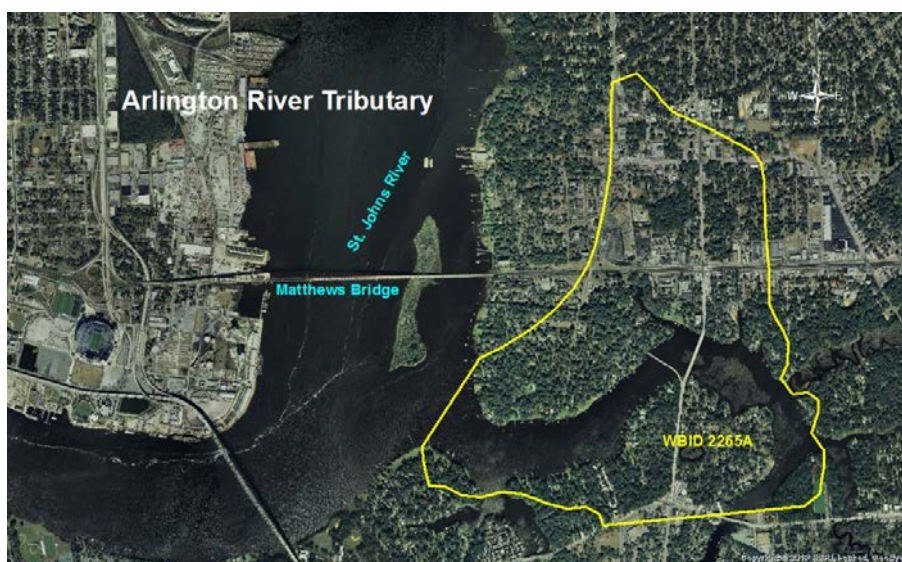 Arlington River Tributary
N
W E
S
St. Johns River
Matthews Bridge
WBID 2265A